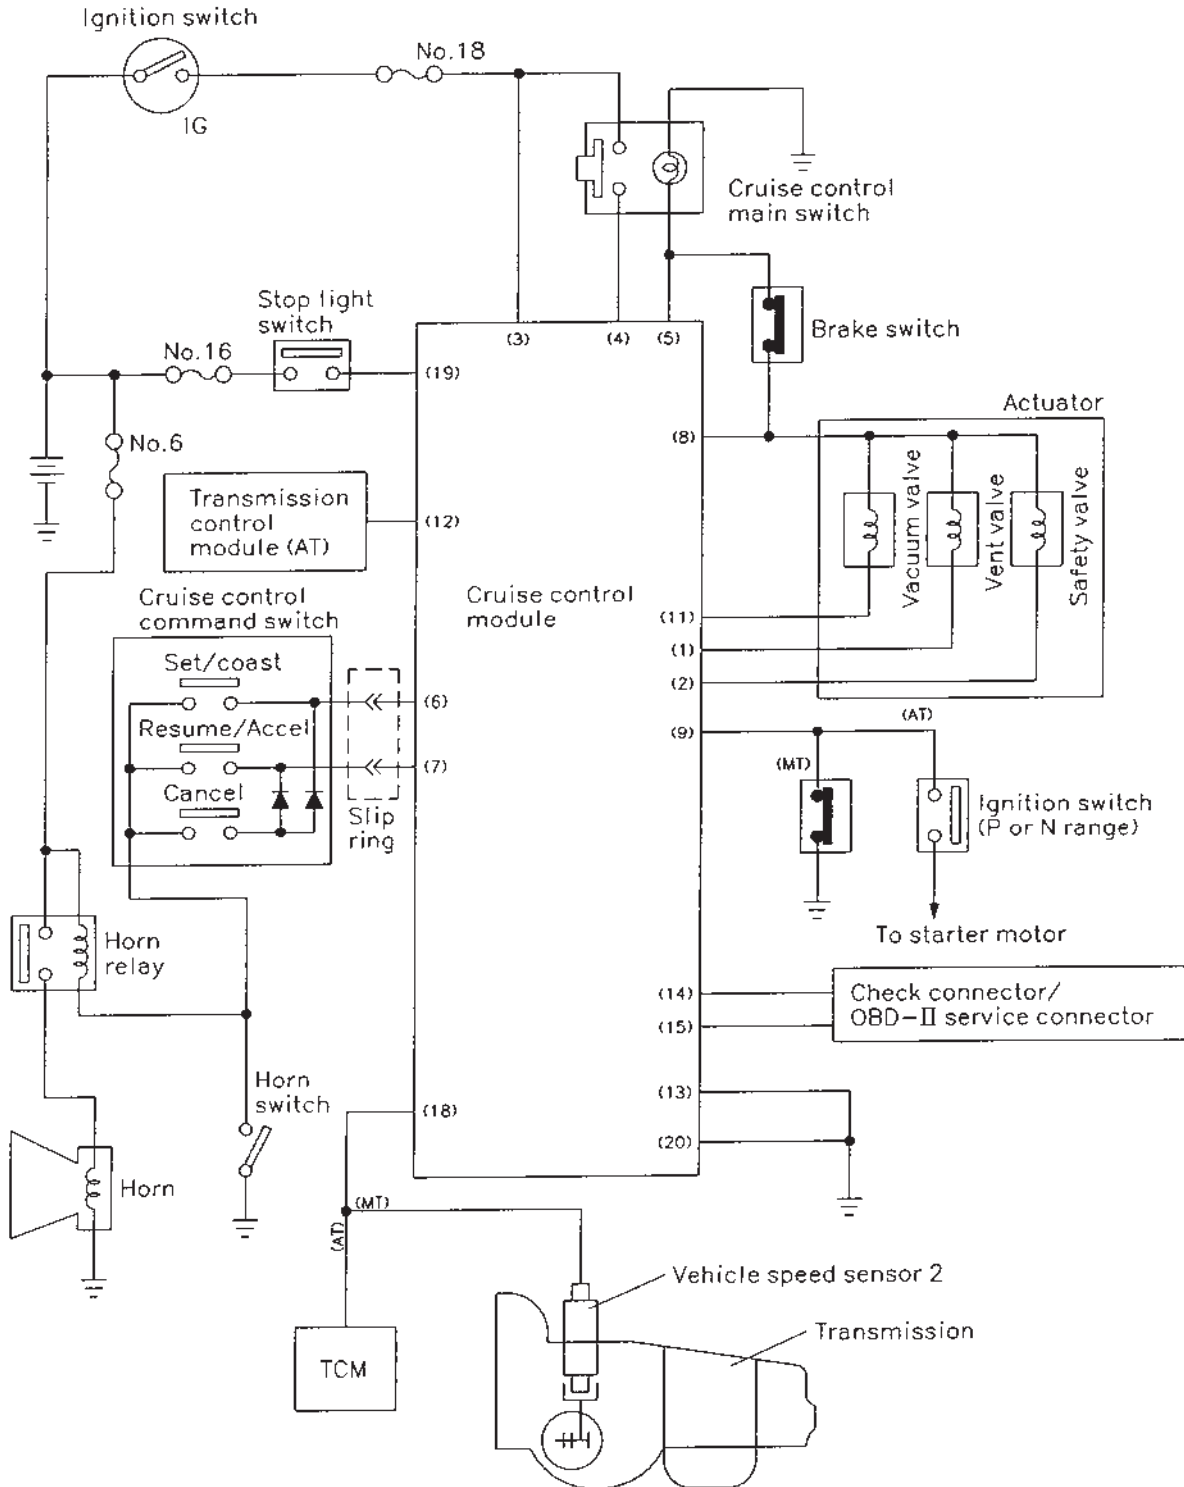 Ignition switch
No.18
IG
Cruise control
main switch
Stop light
switch
(3)
(4)
(5)
Brake switch
No.16
(19)
Actuator
No.6
(8)
Transmission
control
module (AT)
(12)
Vacuum valve
Vent valve
Safety valve
Cruise control
command switch
Cruise control
module
(11)
(1)
Set/coast
(6)
(2)
Resume/Accel
(7)
(9)
(AT)
(MT)
Cancel
Slip
ring
Ignition switch
(P or N range)
To starter motor
Horn
relay
(14)
(15)
Check connector/
OBD-II service connector
Horn
switch
(18)
(13)
(20)
Horn
(MT)
(AT)
Vehicle speed sensor 2
Transmission
TCM